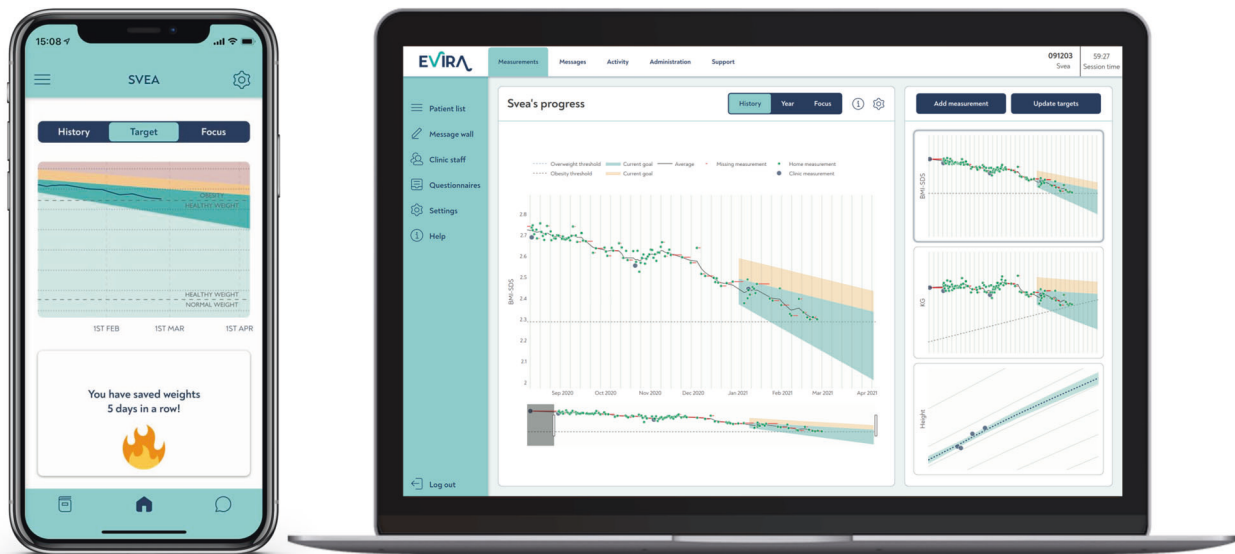 15:08
SVEA
History Target Focus
OBESITY
HEALTHY WEIGHT
HEALTHY WEIGHT
NORMAL WEIGHT
1ST FEB 1ST MAR 1ST APR
You have saved weights
5 days in a row!
EVIRA
Measurements Messages Activity Administration Support
091203
Svea
59:27
Session time
Patient list
Message wall
Clinic staff
Questionnaires
Settings
Help
Log out
Svea's progress
History Year Focus
Overweight threshold Current goal Average Missing measurement Home measurement
Obesity threshold Current goal Clinic measurement
BMI-SDS
2.8
2.7
2.6
2.5
2.4
2.3
2.2
2.1
2
Sep 2020 Oct 2020 Nov 2020 Dec 2020 Jan 2021 Feb 2021 Mar 2021 Apr 2021
Add measurement Update targets
BMI-SDS
KG
Height